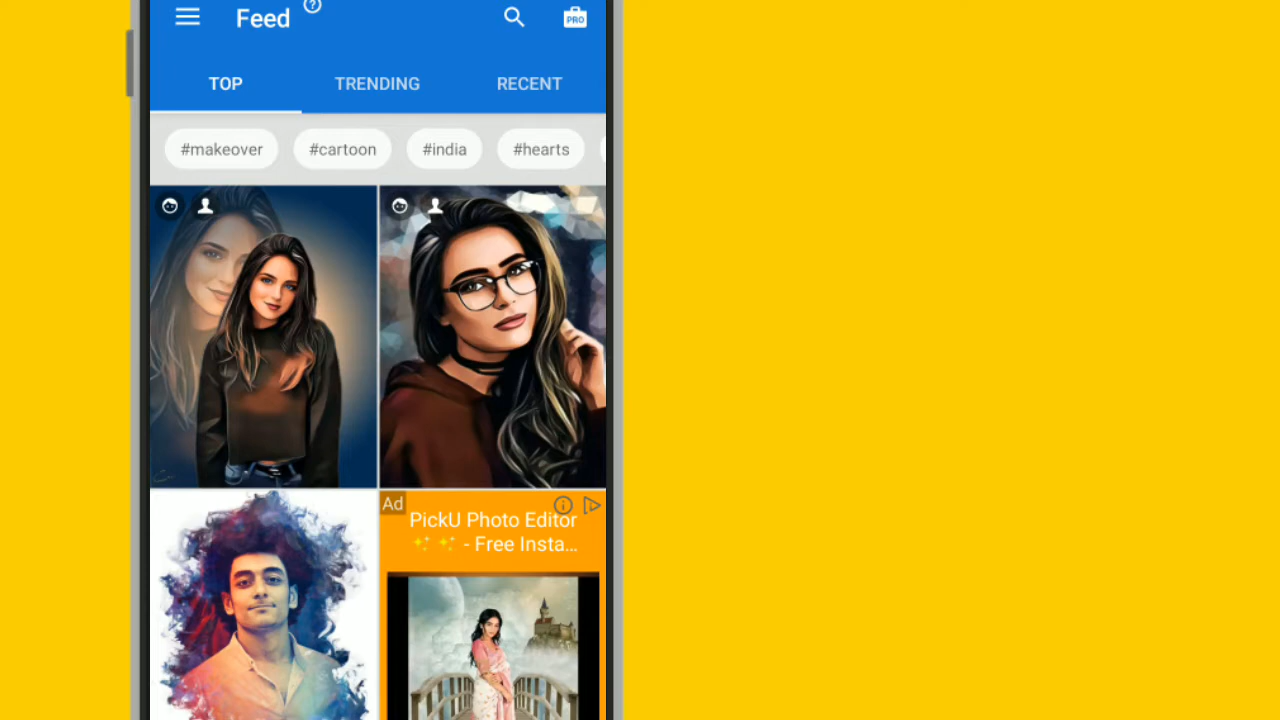 Feed
PRO
TOP TRENDING RECENT
#makeover #cartoon #india #hearts
Ad
PickU Photo Editor
✨ ✨ - Free Insta...